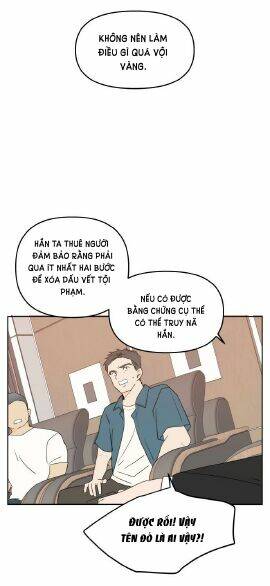 KHÔNG NÊN LÀM
ĐIỀU GÌ QUÁ VỘI
VÀNG.
HẮN TA THUÊ NGƯỜI
ĐẢM BẢO RẰNG PHẢI
QUA ÍT NHẤT HAI BƯỚC
ĐỂ XÓA DẤU VẾT TỘI
PHẠM.
NẾU CÓ ĐƯỢC
BẰNG CHỨNG CỤ THỂ
CÓ THỂ TRUY NÃ
HẮN.
ĐƯỢC RỒI! VẬY
TÊN ĐÓ LÀ AI VẬY?!